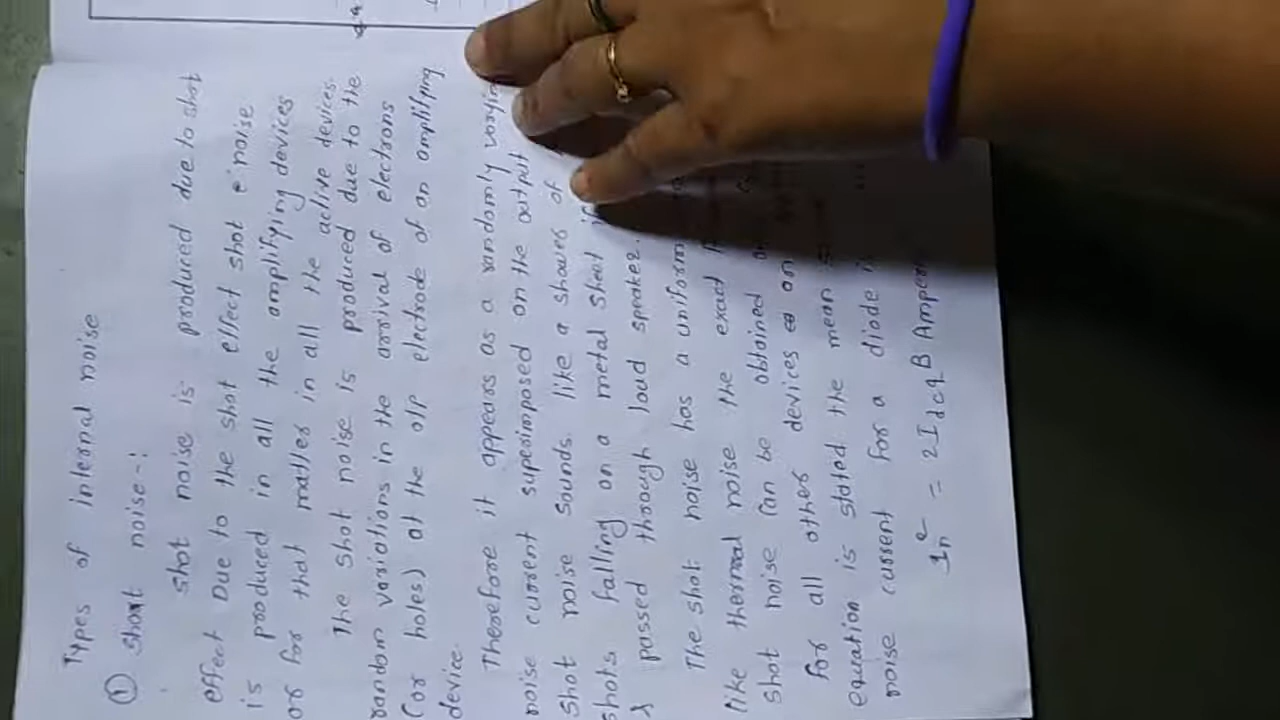 Types of internal noise
① shot noise-:
shot noise is produced due to shot
effect Due to the shot effect shot e noise
is produced in all the amplifying devices
or for that matter in all the active devices.
The shot noise is produced due to the
random variations in the arrival of electrons
(or holes) at the o/p electrode of an amplifying
device.
Therefore it appears as a randomly varying
noise current superimposed on the output
shot noise sounds like a shower of
shots falling on a metal sheet if
passed through loud speaker.
The shot noise has a uniform
like thermal noise the exact
shot noise can be obtained
for all other devices an
equation is stated the mean
noise current for a diode
In² = 2Idc q B Ampere